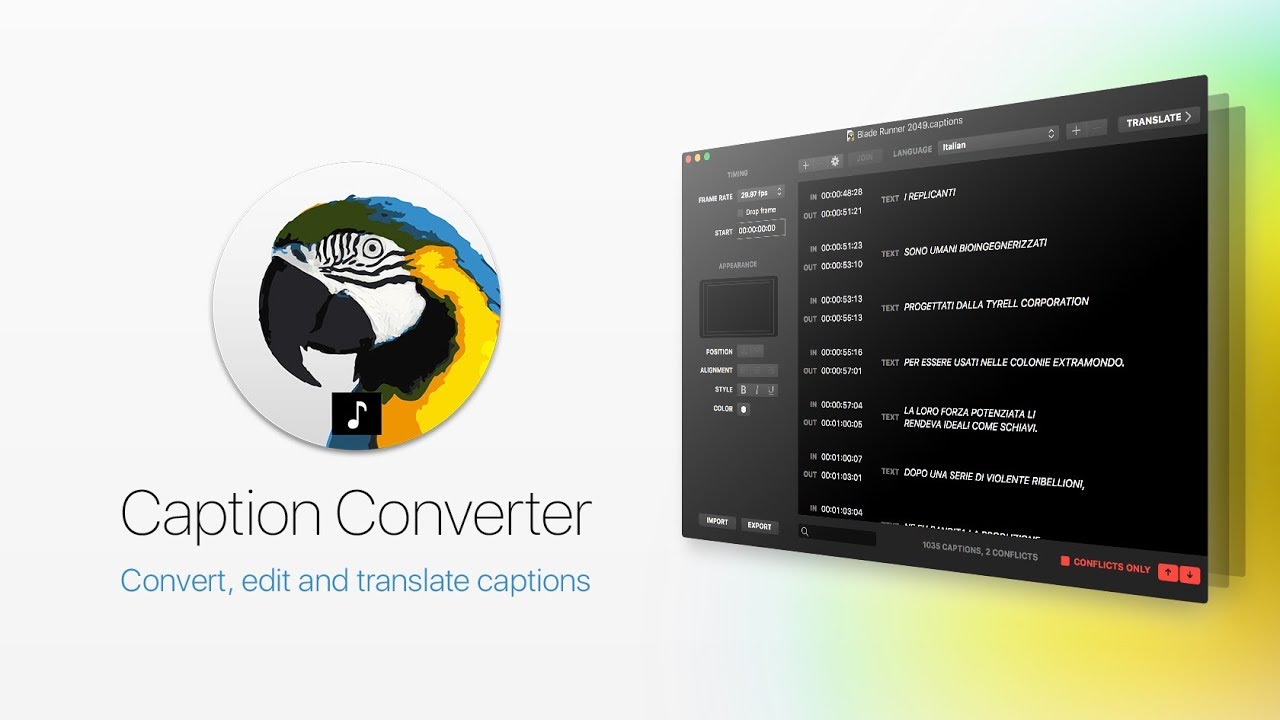 Caption Converter
Convert, edit and translate captions
Blade Runner 2049.captions
TIMING
FRAME RATE 29.97 fps
Drop frame
START 00:00:00:00
APPEARANCE
POSITION
ALIGNMENT
STYLE B I U
COLOR
IMPORT EXPORT
+ JOIN LANGUAGE Italian + TRANSLATE
IN 00:00:48:28
OUT 00:00:51:21
TEXT I REPLICANTI
IN 00:00:51:23
OUT 00:00:53:10
TEXT SONO UMANI BIOINGEGNERIZZATI
IN 00:00:53:13
OUT 00:00:55:13
TEXT PROGETTATI DALLA TYRELL CORPORATION
IN 00:00:55:16
OUT 00:00:57:01
TEXT PER ESSERE USATI NELLE COLONIE EXTRAMONDO.
IN 00:00:57:04
OUT 00:01:00:05
TEXT LA LORO FORZA POTENZIATA LI
RENDEVA IDEALI COME SCHIAVI.
IN 00:01:00:07
OUT 00:01:03:01
TEXT DOPO UNA SERIE DI VIOLENTE RIBELLIONI,
IN 00:01:03:04
1035 CAPTIONS, 2 CONFLICTS
CONFLICTS ONLY